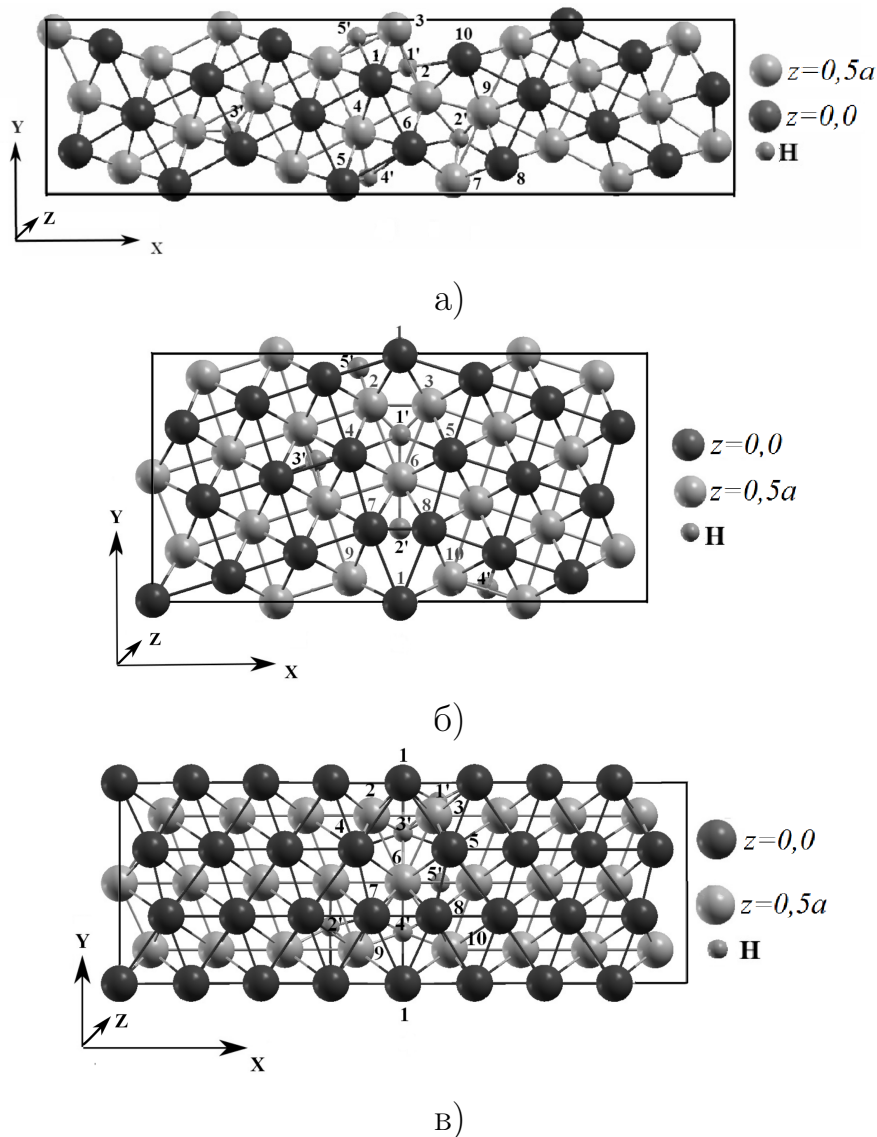 5' 3
1 1' 10
2
z=0,5a
9
3' 4 2'
z=0,0
Y
6
H
5 4' 7 8
Z
X
а)
1
5'
2 3
1'
4 5
z=0,0
3' 6
z=0,5a
7 8
Y
2'
H
9 10
1 4'
Z
X
б)
1
2 1'
3
3'
4 5
z=0,0
6
5'
7
8
z=0,5a
2' 4'
Y
9 10
H
Z
1
X
в)